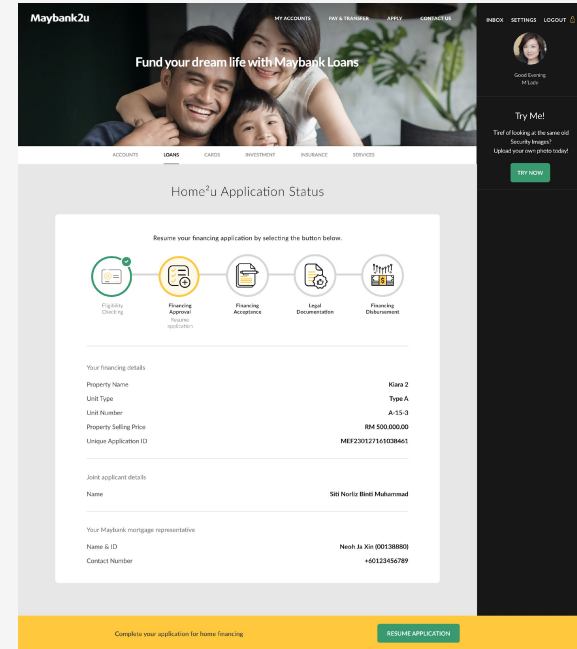 Maybank2u
MY ACCOUNTS
PAY & TRANSFER
APPLY
CONTACT US
INBOX
SETTINGS
LOGOUT
Fund your dream life with Maybank Loans
Good Evening
M'Lady
Try Me!
Tired of looking at the same old
Security Images?
Upload your own photo today!
TRY NOW
ACCOUNTS
LOANS
CARDS
INVESTMENT
INSURANCE
SERVICES
Home²u Application Status
Resume your financing application by selecting the button below.
Eligibility
Checking
Financing
Approval
Resume
application
Financing
Acceptance
Legal
Documentation
Financing
Disbursement
Your financing details
Property Name
Kiara 2
Unit Type
Type A
Unit Number
A-15-3
Property Selling Price
RM 500,000.00
Unique Application ID
MEF230127161038461
Joint applicant details
Name
Siti Norliz Binti Muhammad
Your Maybank mortgage representative
Name & ID
Neoh Ja Xin (00138880)
Contact Number
+60123456789
Complete your application for home financing
RESUME APPLICATION